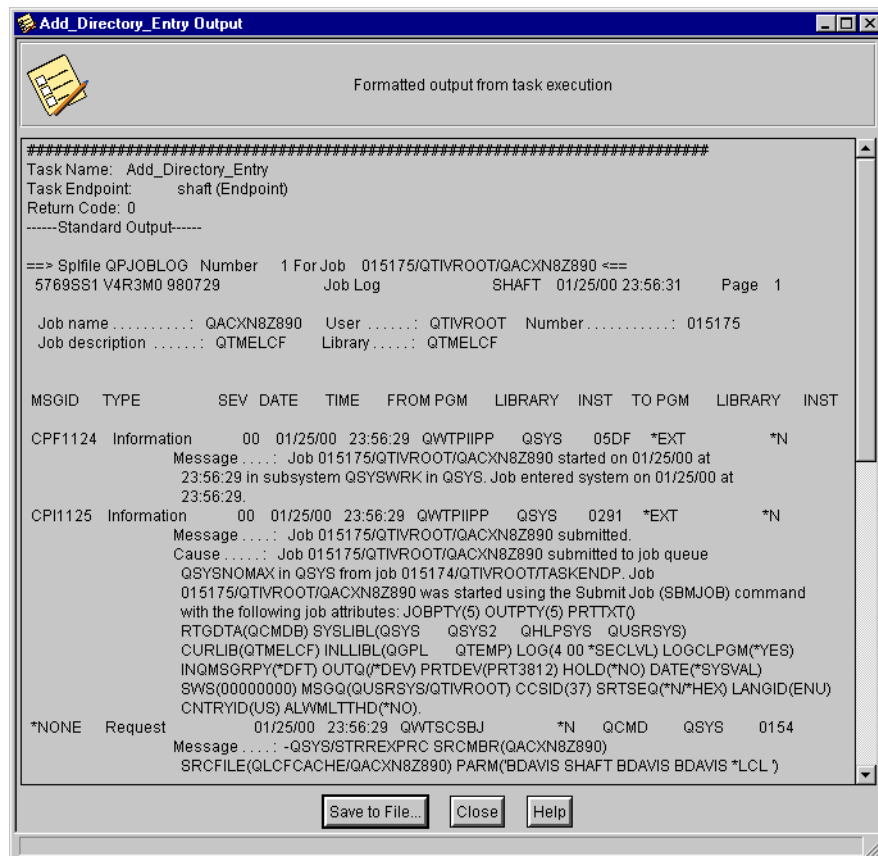 Add_Directory_Entry Output
Formatted output from task execution
################################################################################
Task Name: Add_Directory_Entry
Task Endpoint: shaft (Endpoint)
Return Code: 0
------Standard Output------
==> Splfile QPJOBLOG Number 1 For Job 015175/QTIVROOT/QACXN8Z890 <==
5769SS1 V4R3M0 980729 Job Log SHAFT 01/25/00 23:56:31 Page 1
Job name . . . . . . . . . . : QACXN8Z890 User . . . . . . : QTIVROOT Number . . . . . . . . . . . : 015175
Job description . . . . . . : QTMELCF Library . . . . . : QTMELCF
MSGID TYPE SEV DATE TIME FROM PGM LIBRARY INST TO PGM LIBRARY INST
CPF1124 Information 00 01/25/00 23:56:29 QWTPIIPP QSYS 05DF *EXT *N
Message . . . . : Job 015175/QTIVROOT/QACXN8Z890 started on 01/25/00 at
23:56:29 in subsystem QSYSWRK in QSYS. Job entered system on 01/25/00 at
23:56:29.
CPI1125 Information 00 01/25/00 23:56:29 QWTPIIPP QSYS 0291 *EXT *N
Message . . . . : Job 015175/QTIVROOT/QACXN8Z890 submitted.
Cause . . . . . : Job 015175/QTIVROOT/QACXN8Z890 submitted to job queue
QSYSNOMAX in QSYS from job 015174/QTIVROOT/TASKENDP. Job
015175/QTIVROOT/QACXN8Z890 was started using the Submit Job (SBMJOB) command
with the following job attributes: JOBPTY(5) OUTPTY(5) PRTTXT()
RTGDTA(QCMDB) SYSLIBL(QSYS QSYS2 QHLPSYS QUSRSYS)
CURLIB(QTMELCF) INLLIBL(QGPL QTEMP) LOG(4 00 *SECLVL) LOGCLPGM(*YES)
INQMSGRPY(*DFT) OUTQ(/*DEV) PRTDEV(PRT3812) HOLD(*NO) DATE(*SYSVAL)
SWS(00000000) MSGQ(QUSRSYS/QTIVROOT) CCSID(37) SRTSEQ(*N/*HEX) LANGID(ENU)
CNTRYID(US) ALWMLTTHD(*NO).
*NONE Request 01/25/00 23:56:29 QWTSCSBJ *N QCMD QSYS 0154
Message . . . . : -QSYS/STRREXPRC SRCMBR(QACXN8Z890)
SRCFILE(QLCFCACHE/QACXN8Z890) PARM('BDAVIS SHAFT BDAVIS BDAVIS *LCL ')
Save to File... Close Help